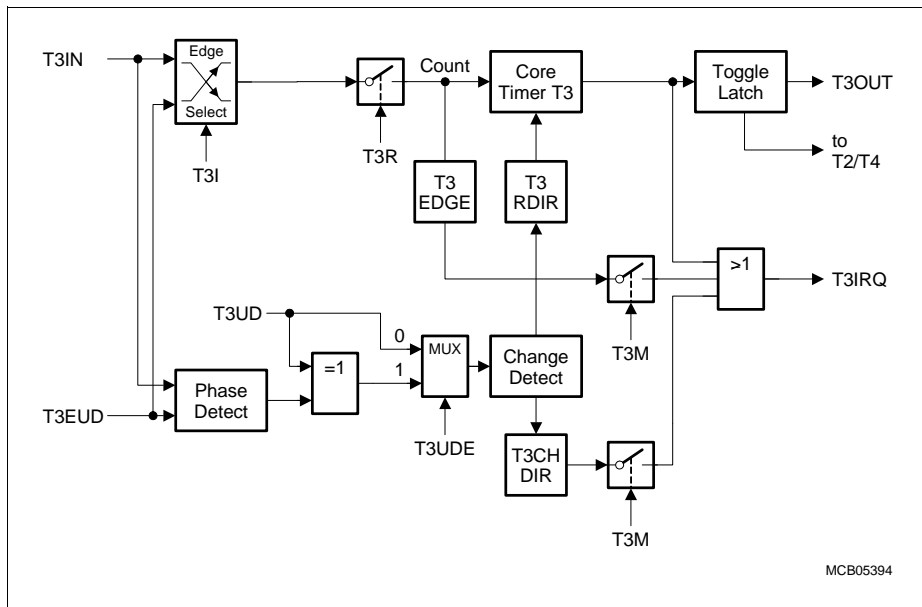 T3IN
Edge
Select
T3I
T3R
Count
Core
Timer T3
Toggle
Latch
T3OUT
to
T2/T4
T3
EDGE
T3
RDIR
≥1
T3IRQ
T3M
T3UD
0
1
=1
MUX
Change
Detect
T3EUD
Phase
Detect
T3UDE
T3CH
DIR
T3M
MCB05394